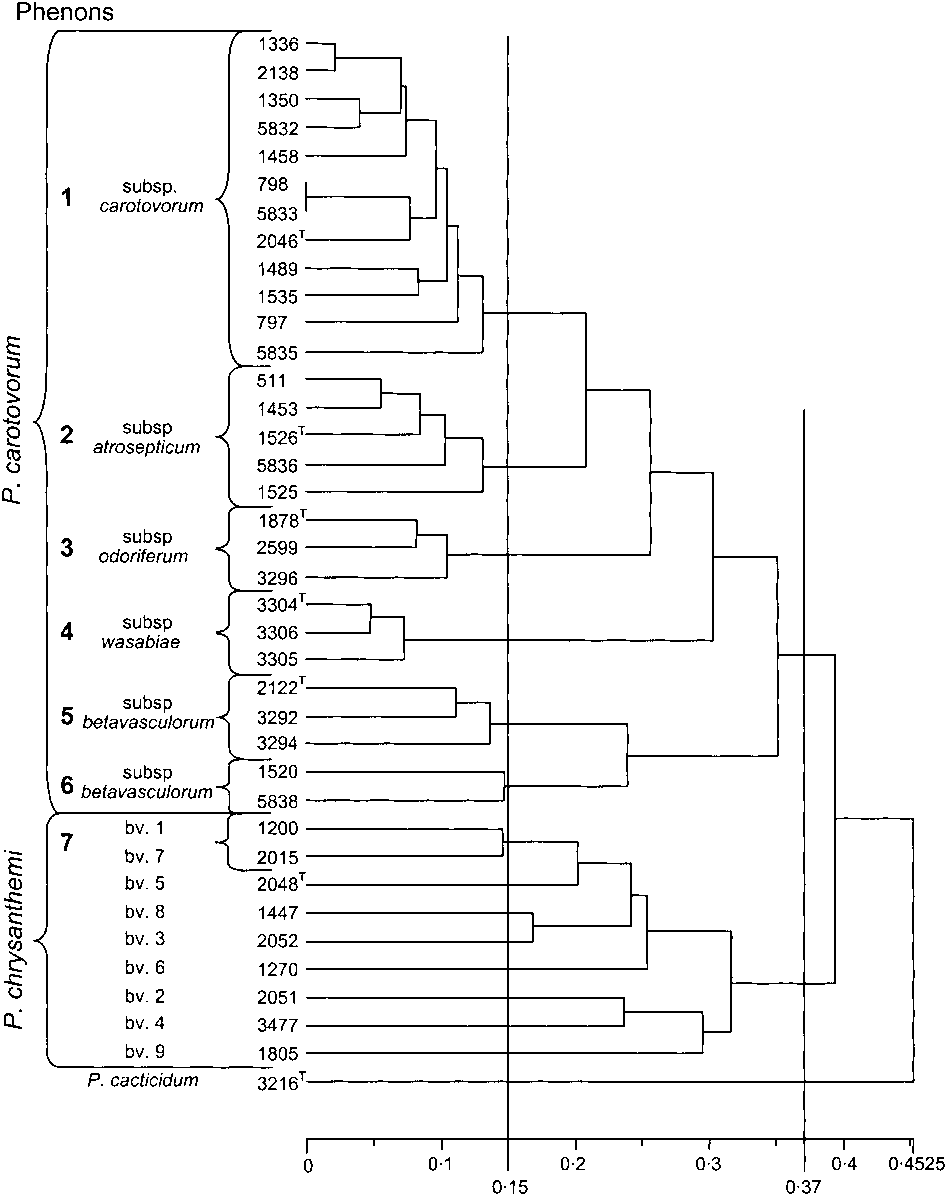 Phenons
1336
2138
1350
5832
1458
798
5833
2046ᵀ
1489
1535
797
5835
1
subsp.
carotovorum
511
1453
1526ᵀ
5836
1525
2
subsp
atrosepticum
1878ᵀ
2599
3296
3
subsp
odoriferum
3304ᵀ
3306
3305
4
subsp
wasabiae
2122ᵀ
3292
3294
5
subsp
betavasculorum
1520
5838
6
subsp
betavasculorum
P. carotovorum
7
bv. 1 1200
bv. 7 2015
bv. 5 2048ᵀ
bv. 8 1447
bv. 3 2052
bv. 6 1270
bv. 2 2051
bv. 4 3477
bv. 9 1805
P. chrysanthemi
P. cacticidum 3216ᵀ
0 0·1 0·2 0·3 0·4 0·4525
0·15 0·37